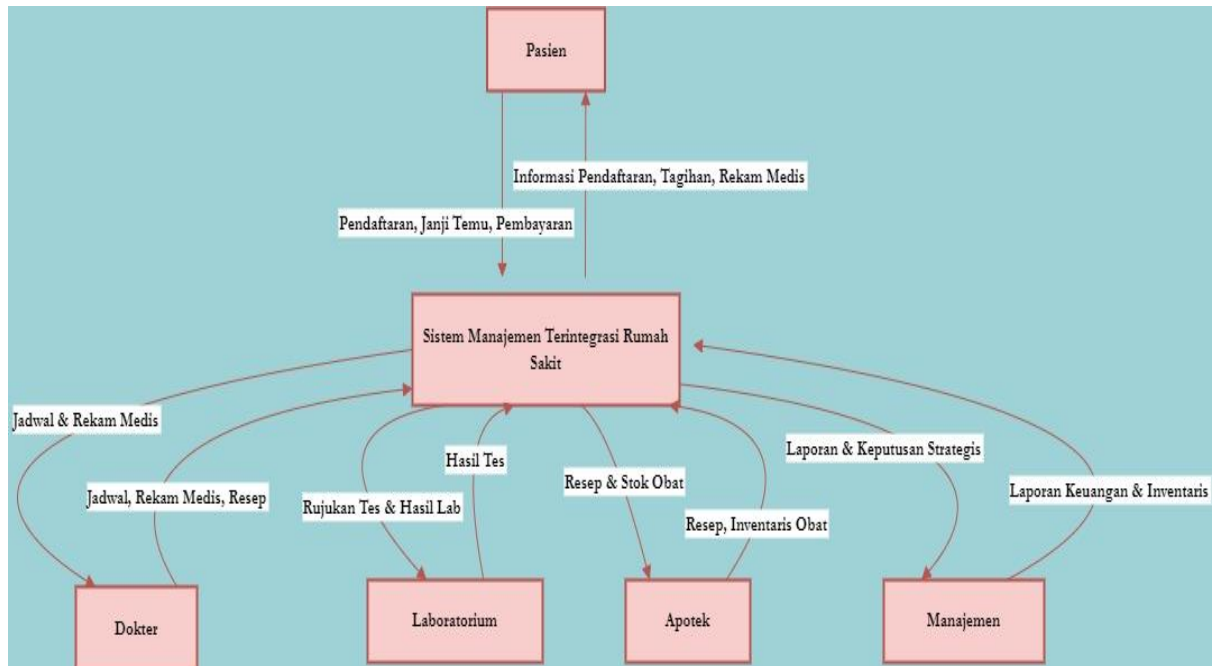 Pasien
Informasi Pendaftaran, Tagihan, Rekam Medis
Pendaftaran, Janji Temu, Pembayaran
Sistem Manajemen Terintegrasi Rumah
Sakit
Jadwal & Rekam Medis
Jadwal, Rekam Medis, Resep
Hasil Tes
Rujukan Tes & Hasil Lab
Resep & Stok Obat
Resep, Inventaris Obat
Laporan & Keputusan Strategis
Laporan Keuangan & Inventaris
Dokter
Laboratorium
Apotek
Manajemen